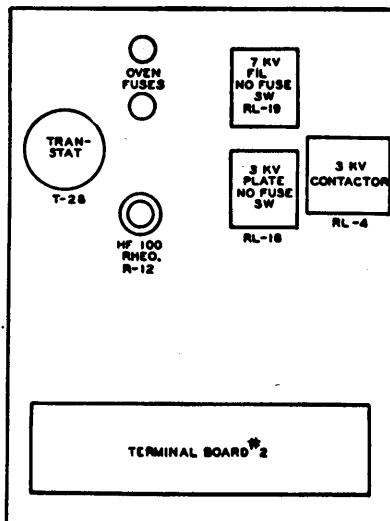 OVEN
FUSES
7 KV
FIL
NO FUSE
SW
RL-19
TRAN-
STAT
T-28
3 KV
PLATE
NO FUSE
SW
RL-18
3 KV
CONTACTOR
RL-4
HF 100
RHEO.
R-12
TERMINAL BOARD #2